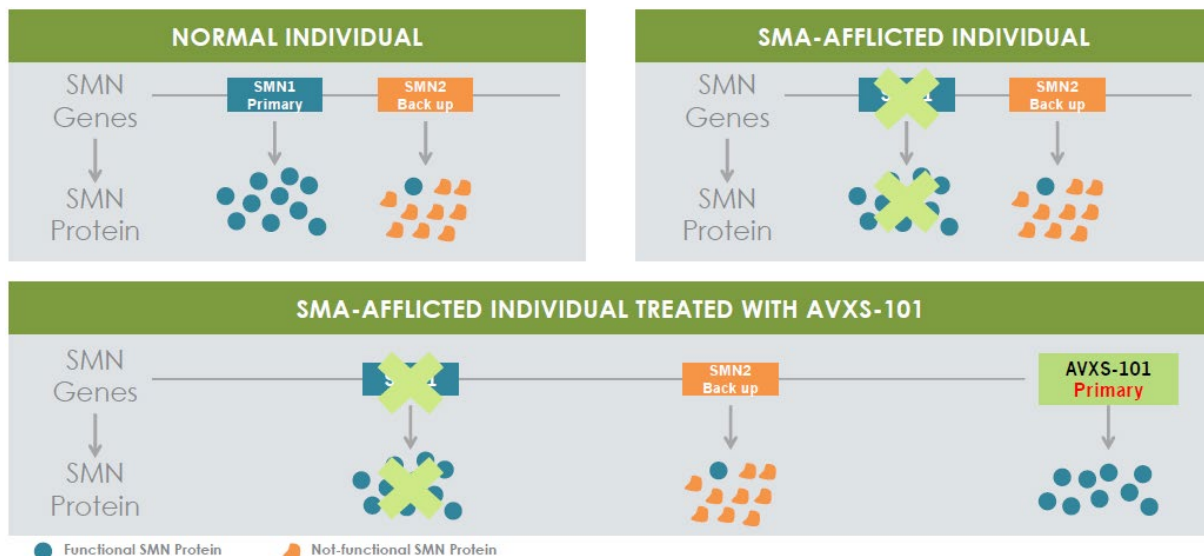 NORMAL INDIVIDUAL
SMN
Genes
SMN1
Primary
SMN2
Back up
SMN
Protein
SMA-AFFLICTED INDIVIDUAL
SMN
Genes
SMN2
Back up
SMN
Protein
SMA-AFFLICTED INDIVIDUAL TREATED WITH AVXS-101
SMN
Genes
SMN2
Back up
AVXS-101
Primary
SMN
Protein
Functional SMN Protein
Not-functional SMN Protein